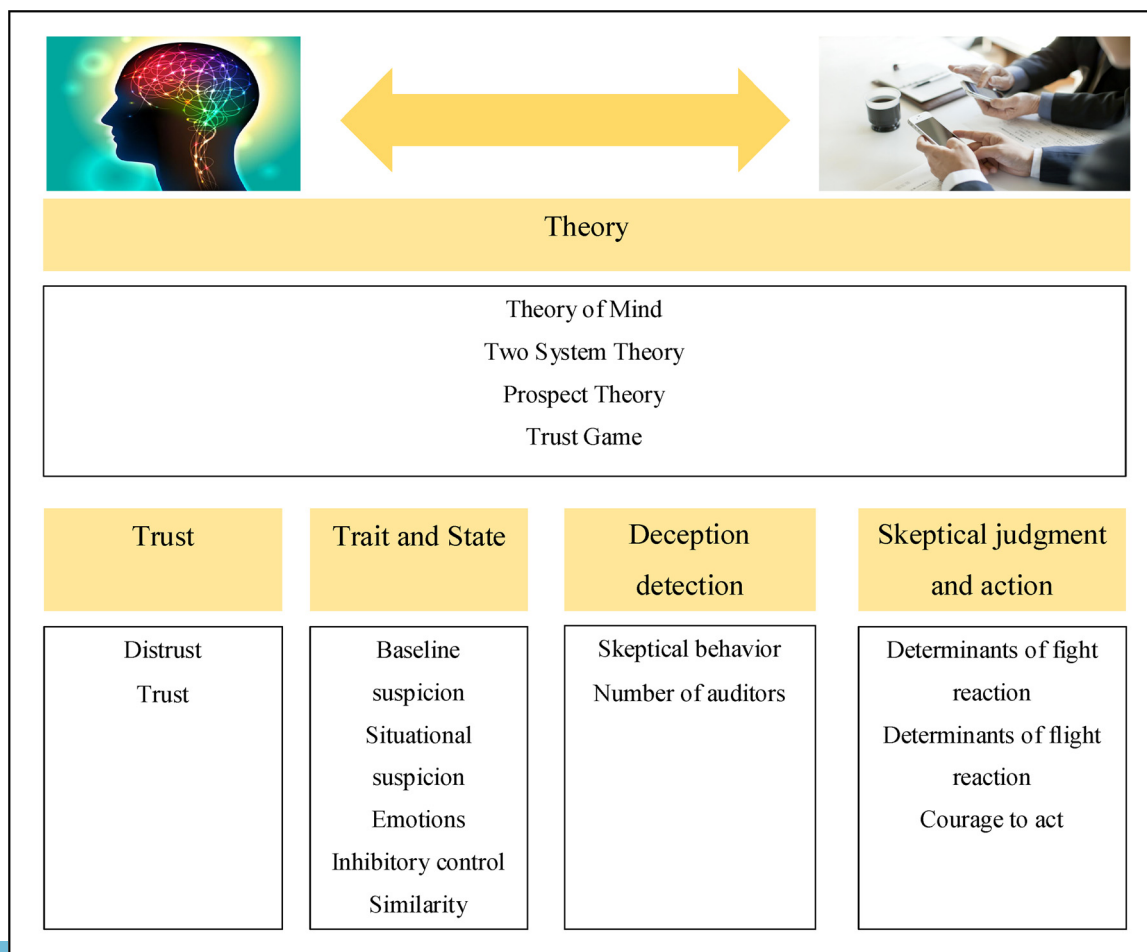 Theory
Theory of Mind
Two System Theory
Prospect Theory
Trust Game
Trust
Distrust
Trust
Trait and State
Baseline
suspicion
Situational
suspicion
Emotions
Inhibitory control
Similarity
Deception
detection
Skeptical behavior
Number of auditors
Skeptical judgment
and action
Determinants of fight
reaction
Determinants of flight
reaction
Courage to act